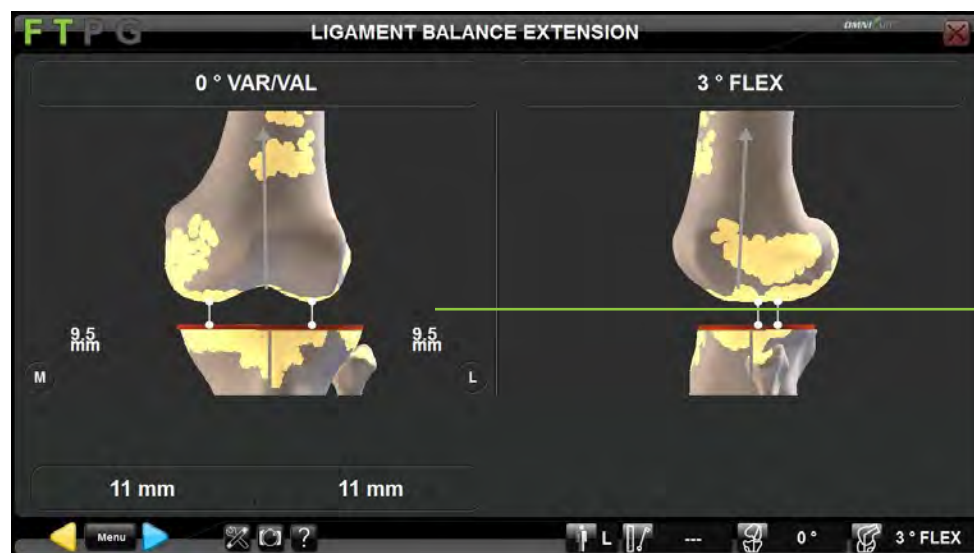 FTPG
LIGAMENT BALANCE EXTENSION
0 ° VAR/VAL
3 ° FLEX
9.5
mm
9.5
mm
M
L
11 mm
11 mm
Menu
?
L
---
0 °
3 ° FLEX